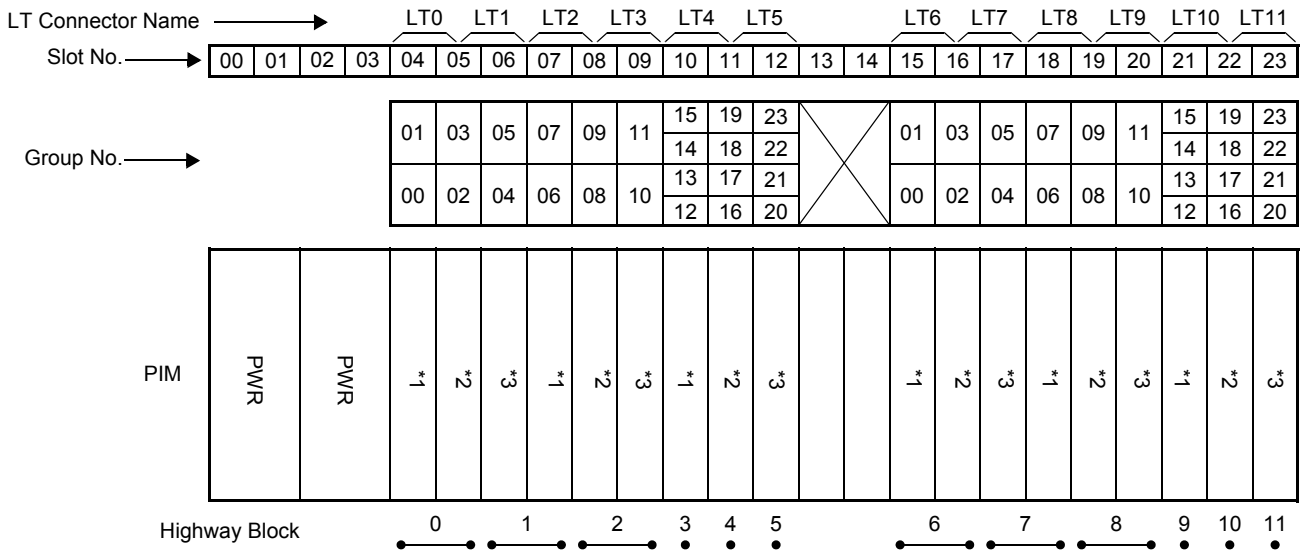 LT Connector Name LT0 LT1 LT2 LT3 LT4 LT5 LT6 LT7 LT8 LT9 LT10 LT11
Slot No. 00 01 02 03 04 05 06 07 08 09 10 11 12 13 14 15 16 17 18 19 20 21 22 23
15 19 23 15 19 23
01 03 05 07 09 11 01 03 05 07 09 11
14 18 22 14 18 22
Group No.
13 17 21 13 17 21
00 02 04 06 08 10 00 02 04 06 08 10
12 16 20 12 16 20
PIM PWR PWR *1 *2 *3 *1 *2 *3 *1 *2 *3 *1 *2 *3 *1 *2 *3 *1 *2 *3
Highway Block 0 1 2 3 4 5 6 7 8 9 10 11